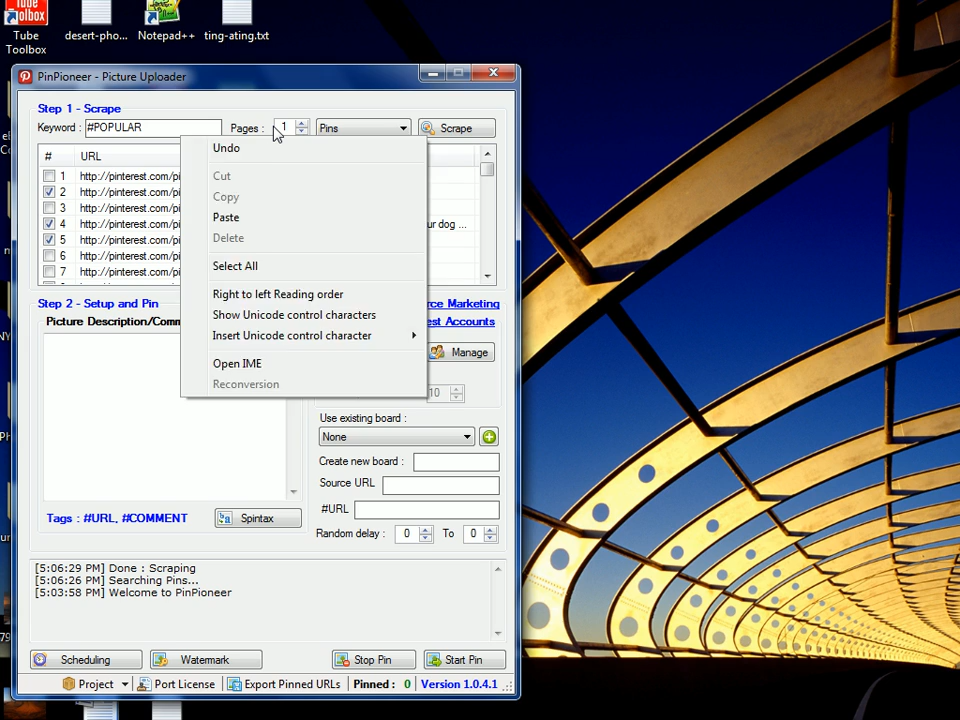 Tube
Toolbox
desert-pho...
Notepad++
ting-ating.txt
PinPioneer - Picture Uploader
Step 1 - Scrape
Keyword : #POPULAR Pages : 1 Pins Scrape
# URL
1 http://pinterest.com/pi
2 http://pinterest.com/pi
3 http://pinterest.com/pi
4 http://pinterest.com/pi ur dog ...
5 http://pinterest.com/pi
6 http://pinterest.com/pi
7 http://pinterest.com/pi
Undo
Cut
Copy
Paste
Delete
Select All
Right to left Reading order
Show Unicode control characters
Insert Unicode control character
Open IME
Reconversion
Step 2 - Setup and Pin
rce Marketing
Picture Description/Comm
est Accounts
Manage
10
Use existing board :
None
Create new board :
Source URL
#URL
Tags : #URL, #COMMENT Spintax
Random delay : 0 To 0
[5:06:29 PM] Done : Scraping
[5:06:26 PM] Searching Pins...
[5:03:58 PM] Welcome to PinPioneer
Scheduling Watermark Stop Pin Start Pin
Project Port License Export Pinned URLs Pinned : 0 Version 1.0.4.1